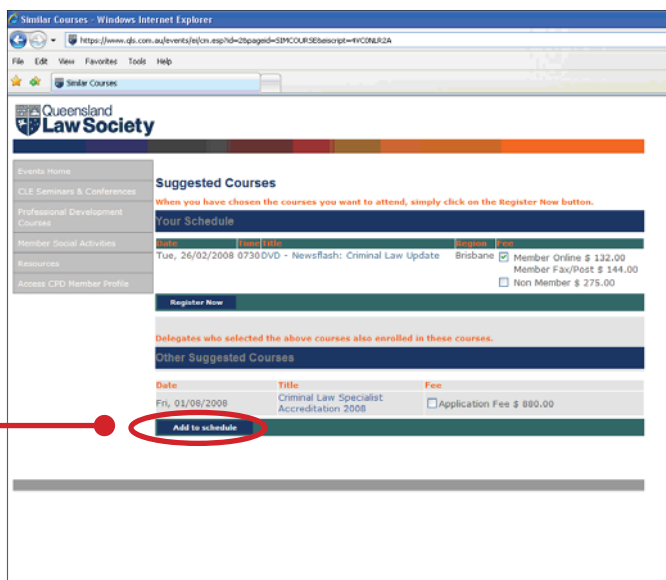 Similar Courses - Windows Internet Explorer
https://www.qls.com.au/events/ei/cm.esp?id=2&pageid=SIMCOURSE&eiscript=4VC0NLR2A
File Edit View Favorites Tools Help
Similar Courses
Queensland
Law Society
Events Home
CLE Seminars & Conferences
Professional Development
Courses
Member Social Activities
Resources
Access CPD Member Profile
Suggested Courses
When you have chosen the courses you want to attend, simply click on the Register Now button.
Your Schedule
Date Time Title Region Fee
Tue, 26/02/2008 0730 DVD - Newsflash: Criminal Law Update Brisbane Member Online $ 132.00
Member Fax/Post $ 144.00
Non Member $ 275.00
Register Now
Delegates who selected the above courses also enrolled in these courses.
Other Suggested Courses
Date Title Fee
Fri, 01/08/2008 Criminal Law Specialist
Accreditation 2008 Application Fee $ 880.00
Add to schedule